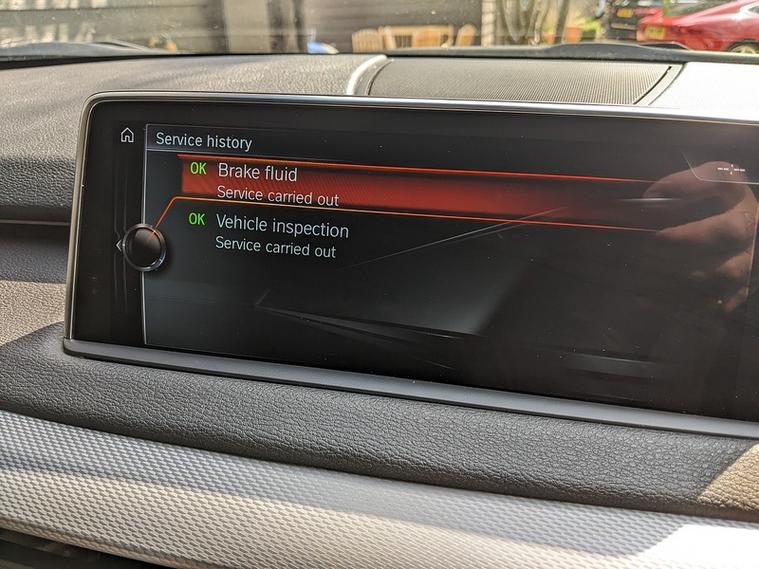 Service history
OK Brake fluid
Service carried out
OK Vehicle inspection
Service carried out